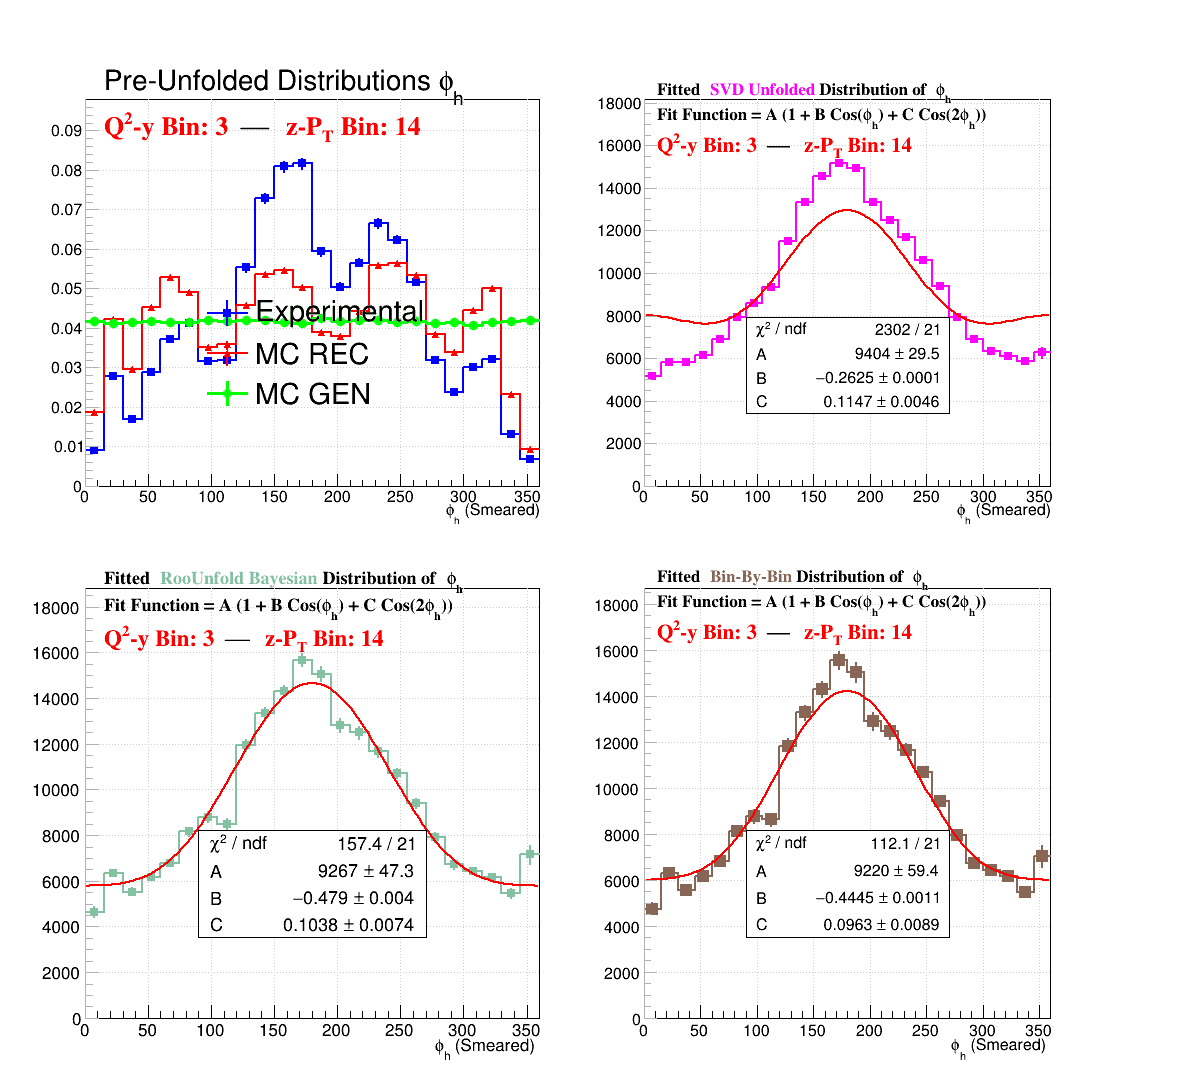 Pre-Unfolded Distributions ϕh
Q²-y Bin: 3 — z-PT Bin: 14
0.09
0.08
0.07
0.06
0.05
0.04
0.03
0.02
0.01
0
Experimental
MC REC
MC GEN
0 50 100 150 200 250 300 350
ϕh (Smeared)
Fitted SVD Unfolded Distribution of ϕh
Fit Function = A (1 + B Cos(ϕh) + C Cos(2ϕh))
Q²-y Bin: 3 — z-PT Bin: 14
18000
16000
14000
12000
10000
8000
6000
4000
2000
0
χ² / ndf 2302 / 21
A 9404 ± 29.5
B −0.2625 ± 0.0001
C 0.1147 ± 0.0046
0 50 100 150 200 250 300 350
ϕh (Smeared)
Fitted RooUnfold Bayesian Distribution of ϕh
Fit Function = A (1 + B Cos(ϕh) + C Cos(2ϕh))
Q²-y Bin: 3 — z-PT Bin: 14
18000
16000
14000
12000
10000
8000
6000
4000
2000
0
χ² / ndf 157.4 / 21
A 9267 ± 47.3
B −0.479 ± 0.004
C 0.1038 ± 0.0074
0 50 100 150 200 250 300 350
ϕh (Smeared)
Fitted Bin-By-Bin Distribution of ϕh
Fit Function = A (1 + B Cos(ϕh) + C Cos(2ϕh))
Q²-y Bin: 3 — z-PT Bin: 14
18000
16000
14000
12000
10000
8000
6000
4000
2000
0
χ² / ndf 112.1 / 21
A 9220 ± 59.4
B −0.4445 ± 0.0011
C 0.0963 ± 0.0089
0 50 100 150 200 250 300 350
ϕh (Smeared)